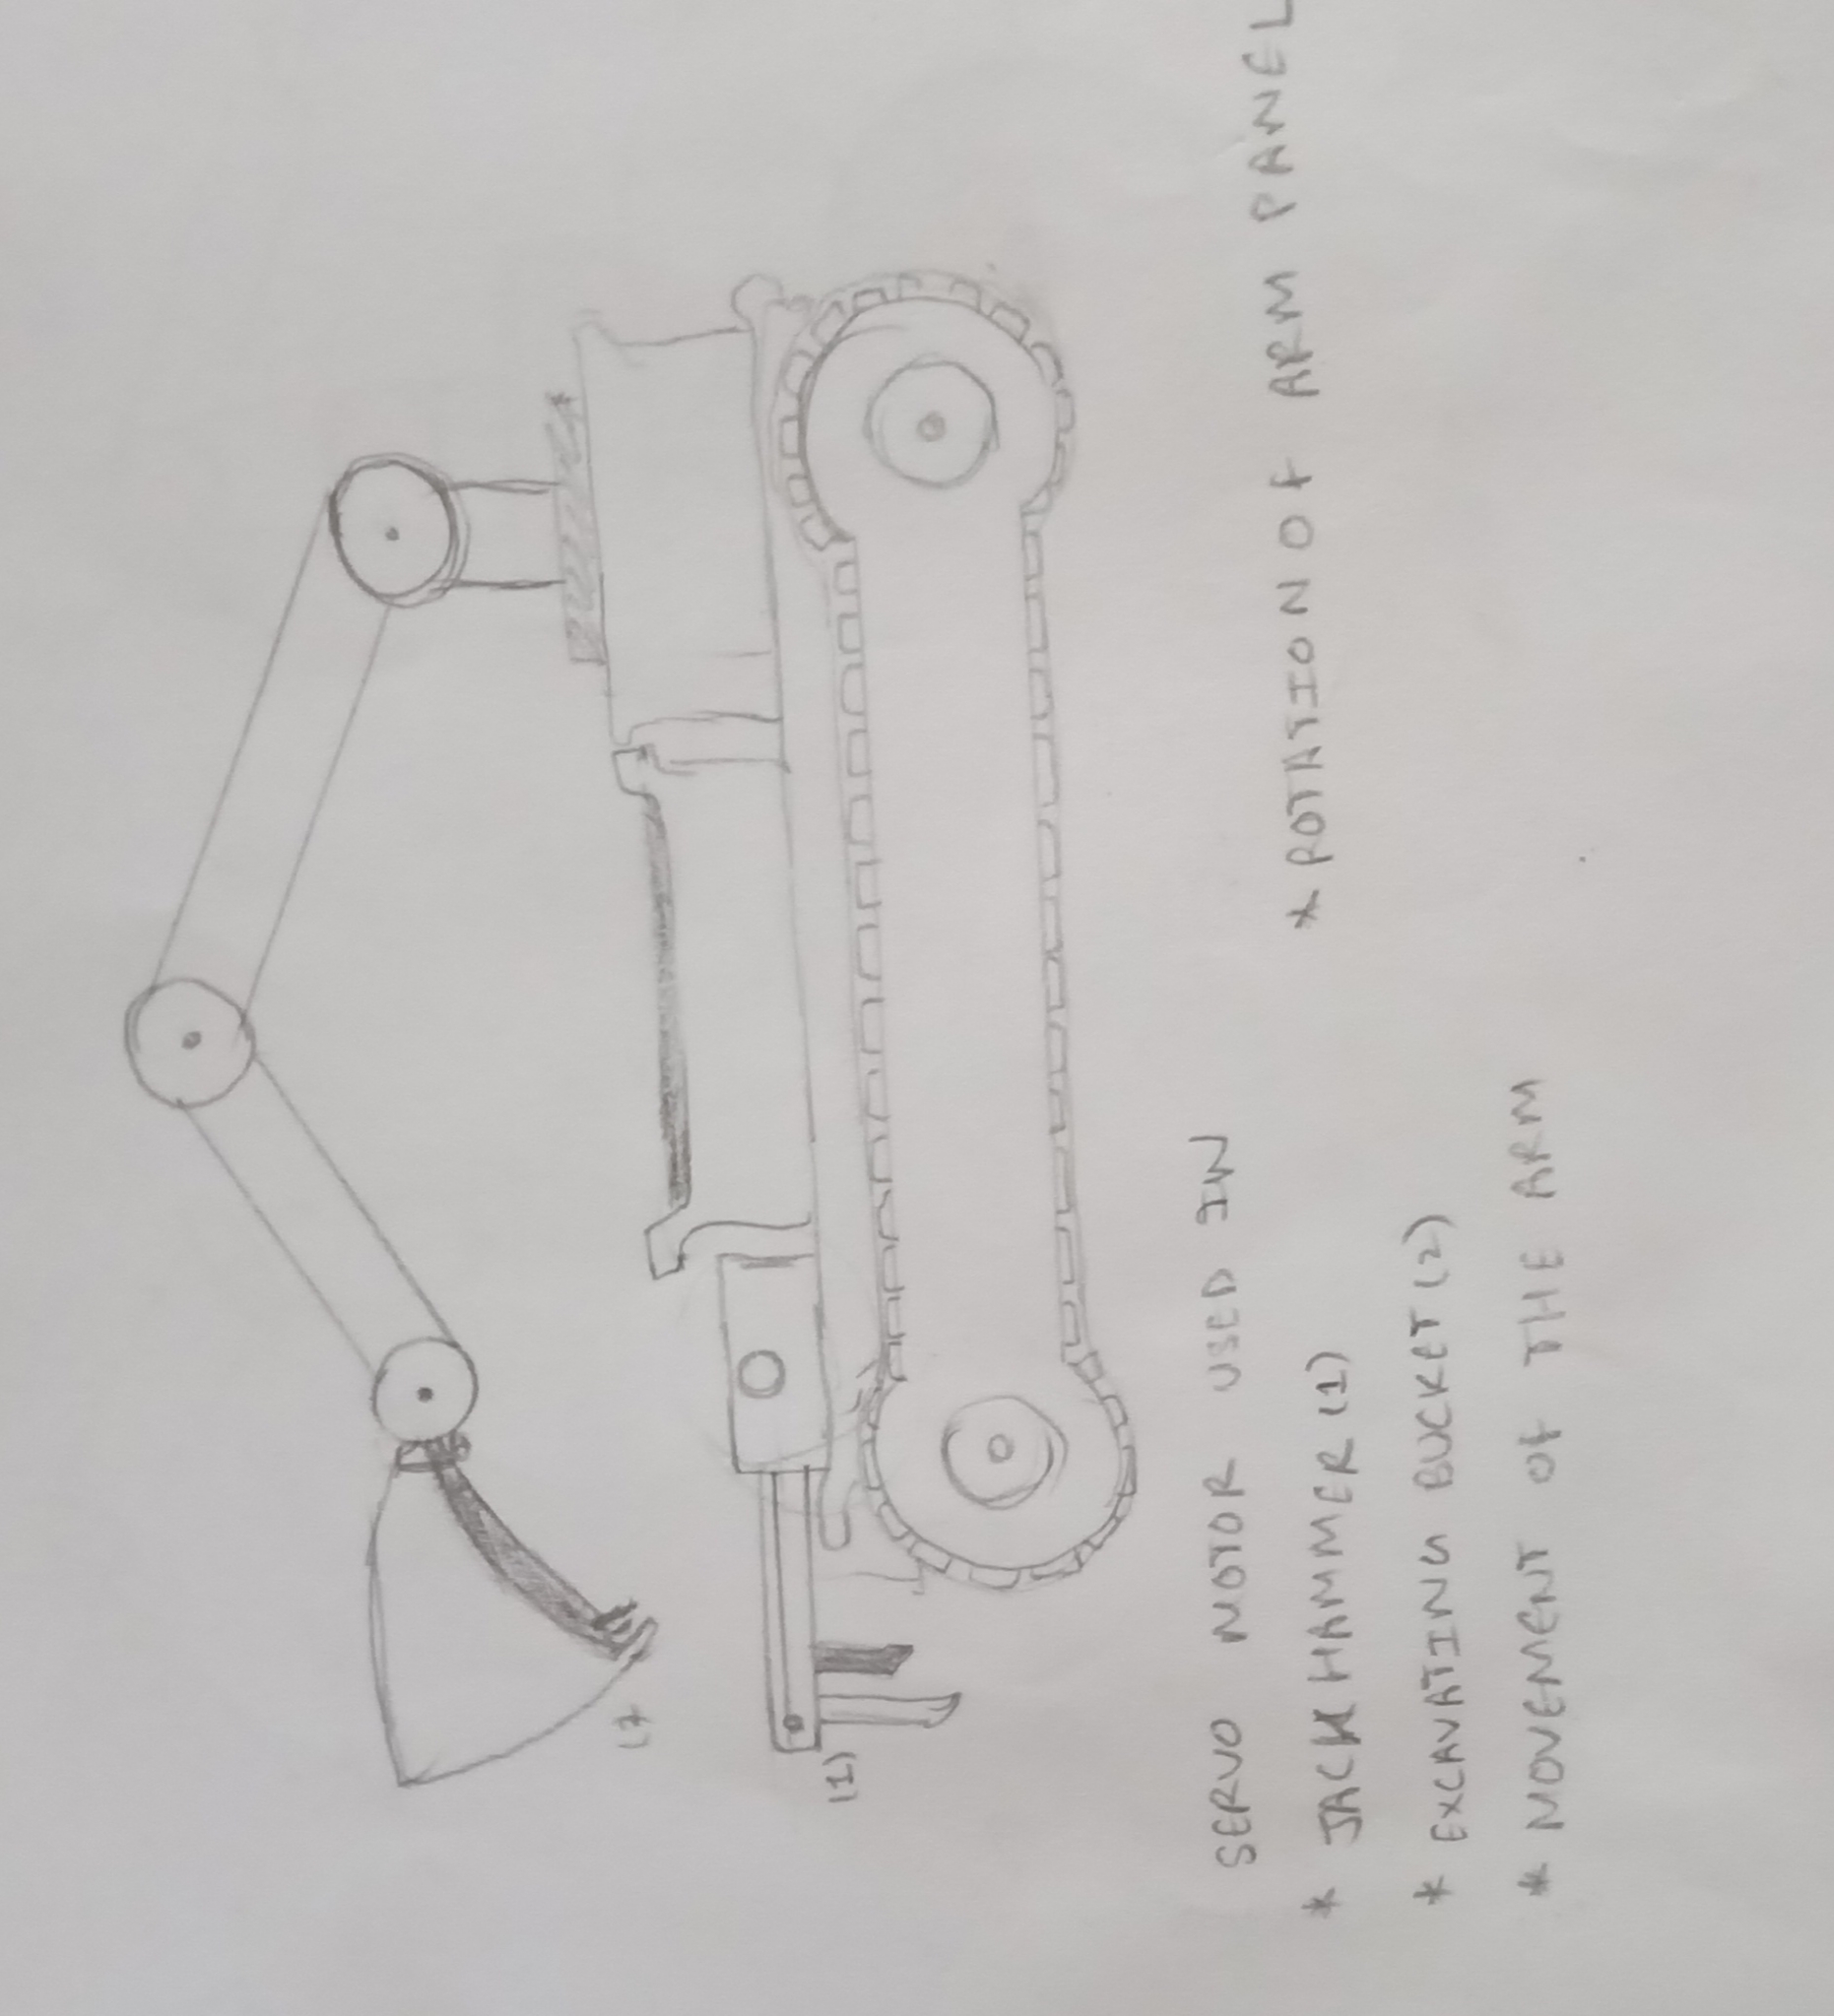 (1)
SERVO MOTOR USED IN
* JACK HAMMER (1)
* EXCAVATING BUCKET (2)
* MOVEMENT OF THE ARM
* ROTATION OF ARM PANEL